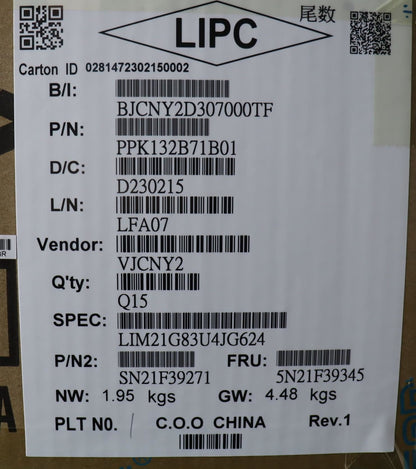 LIPC
尾数
Carton ID 0281472302150002
B/I:
BJCNY2D307000TF
P/N:
PPK132B71B01
D/C:
D230215
L/N:
LFA07
Vendor:
VJCNY2
Q'ty:
Q15
SPEC:
LIM21G83U4JG624
P/N2: FRU:
SN21F39271 5N21F39345
NW: 1.95 kgs GW: 4.48 kgs
PLT N0. / C.O.O CHINA Rev.1